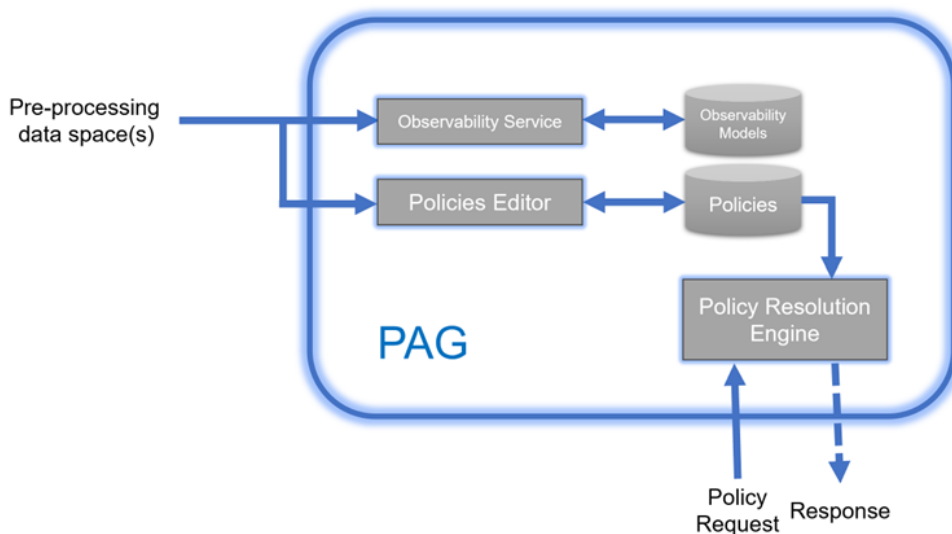 Pre-processing
data space(s)
Observability Service
Observability
Models
Policies Editor
Policies
Policy Resolution
Engine
PAG
Policy
Request
Response